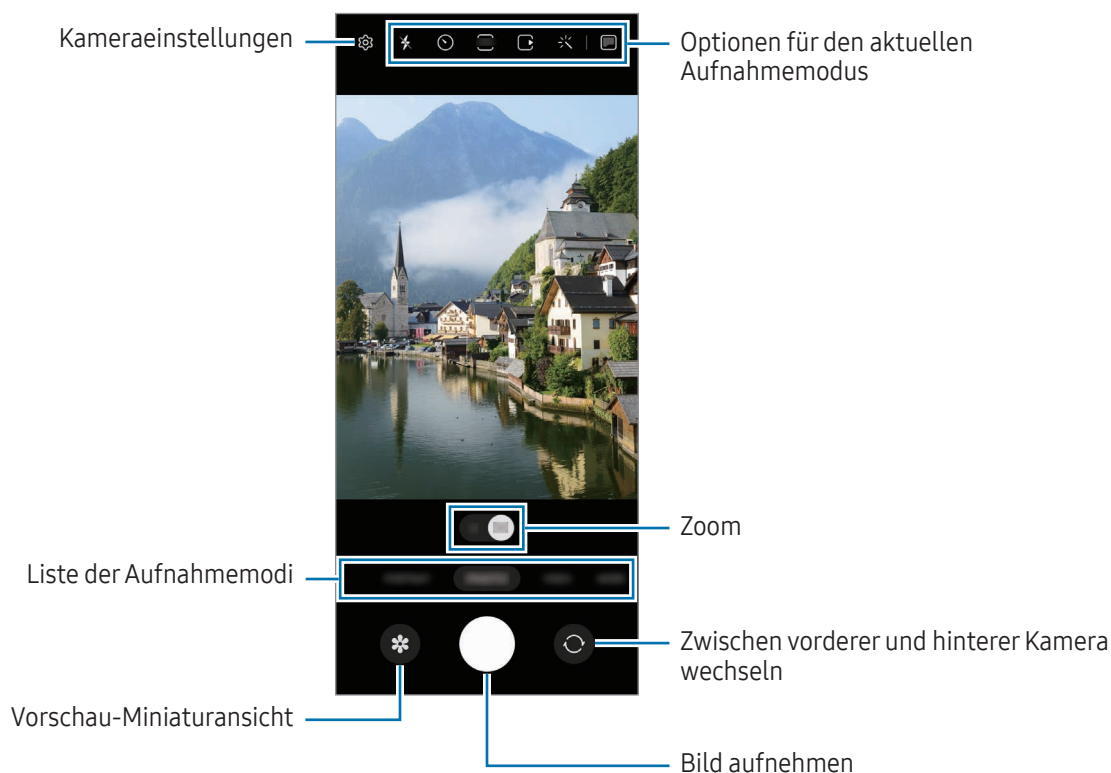 Kameraeinstellungen
Optionen für den aktuellen
Aufnahmemodus
Zoom
Liste der Aufnahmemodi
Zwischen vorderer und hinterer Kamera
wechseln
Vorschau-Miniaturansicht
Bild aufnehmen